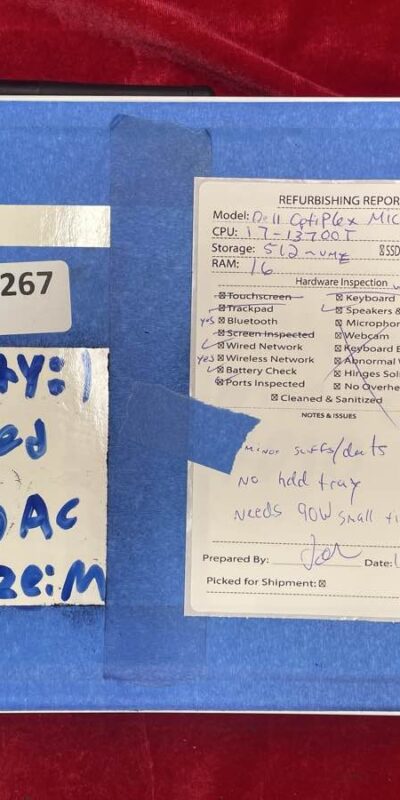 267
Ay: 1
ed
Ac
ze: M
REFURBISHING REPOR
Model: Dell OptiPlex MIC
CPU: i7-13700T
Storage: 512 nvme ☒SSD
RAM: 16
Hardware Inspection
☒ Touchscreen ☒ Keyboard
☒ Trackpad ☒ Speakers &
yes ☒ Bluetooth ☒ Micropho
☒ Screen Inspected ☒ Webcam
☒ Wired Network ☒ Keyboard B
yes ☒ Wireless Network ☒ Abnormal
☒ Battery Check ☒ Hinges Soli
☒ Ports Inspected ☒ No Overhe
☒ Cleaned & Sanitized
NOTES & ISSUES
minor scuffs/dents
No hdd tray
Needs 90W small ti
Prepared By: Date:
Picked for Shipment: ☒